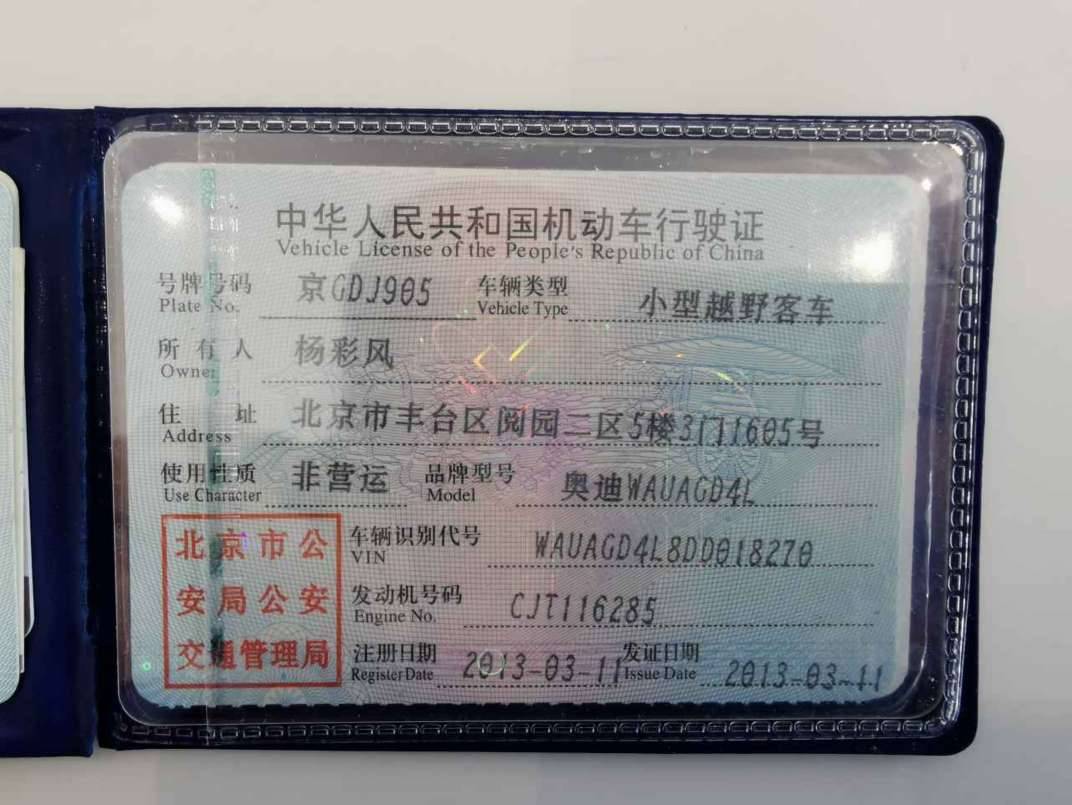 中华人民共和国机动车行驶证
Vehicle License of the People's Republic of China
号牌号码 京GDJ905 车辆类型 小型越野客车
Plate No. Vehicle Type
所有人 杨彩风
Owner
住址 北京市丰台区阅园二区5楼3门1605号
Address
使用性质 非营运 品牌型号 奥迪WAUAGD4L
Use Character Model
北京市公
安局公安
交通管理局
车辆识别代号 WAUAGD4L8DD018270
VIN
发动机号码 CJT116285
Engine No.
注册日期 2013-03-11 发证日期 2013-03-11
Register Date Issue Date